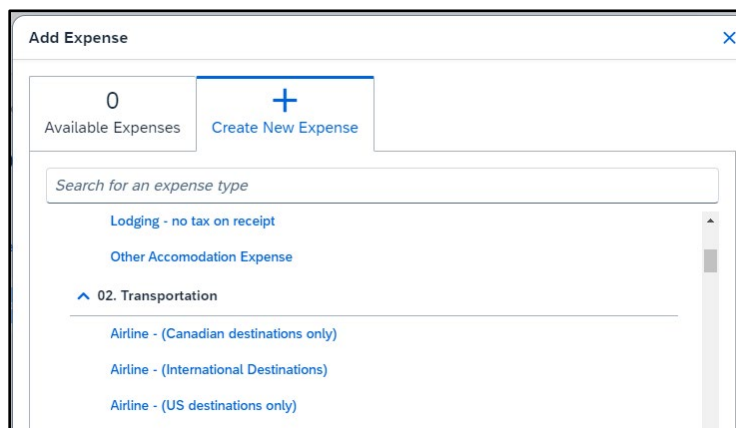 Add Expense
0
Available Expenses
Create New Expense
Search for an expense type
Lodging - no tax on receipt
Other Accomodation Expense
02. Transportation
Airline - (Canadian destinations only)
Airline - (International Destinations)
Airline - (US destinations only)